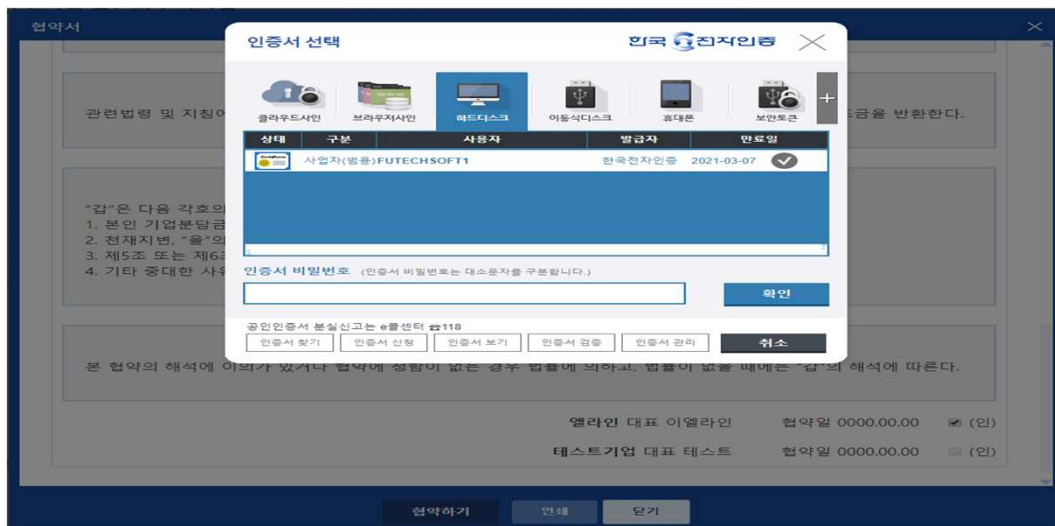 협약서
인증서 선택
한국전자인증
관련법령 및 지침어
금을 반환한다.
클라우드사인 브라우저사인 하드디스크 이동식디스크 휴대폰 보안토큰 +
상태 구분 사용자 발급자 만료일
사업자(범용)FUTECHSOFT1 한국전자인증 2021-03-07
"갑"은 다음 각호의
1. 본인 기업분담금
2. 천재지변, "을"의
3. 제5조 또는 제6조
4. 기타 중대한 사유
인증서 비밀번호 (인증서 비밀번호는 대소문자를 구분합니다.)
확인
공인인증서 분실신고는 e콜센터 ☎118
인증서 찾기 인증서 신청 인증서 보기 인증서 검증 인증서 관리 취소
본 협약의 해석에 이의가 있거나 협약에 정함이 없는 경우 법률에 의하고, 법률이 없을 때에는 "갑"의 해석에 따른다.
엘라인 대표 이엘라인 협약일 0000.00.00 (인)
테스트기업 대표 테스트 협약일 0000.00.00 (인)
협약하기 인쇄 닫기